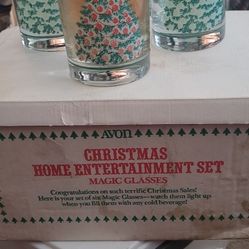 AVON
CHRISTMAS
HOME ENTERTAINMENT SET
MAGIC GLASSES
Congratulations on such terrific Christmas Sales!
Here is your set of six Magic Glasses—watch them light up
when you fill them with any cold beverage!